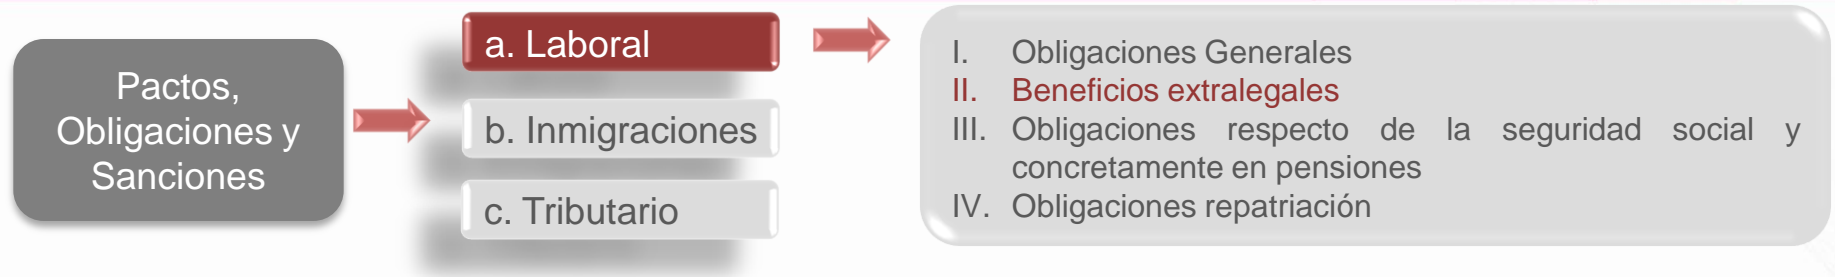 Pactos,
Obligaciones y
Sanciones
a. Laboral
b. Inmigraciones
c. Tributario
I. Obligaciones Generales
II. Beneficios extralegales
III. Obligaciones respecto de la seguridad social y
concretamente en pensiones
IV. Obligaciones repatriación